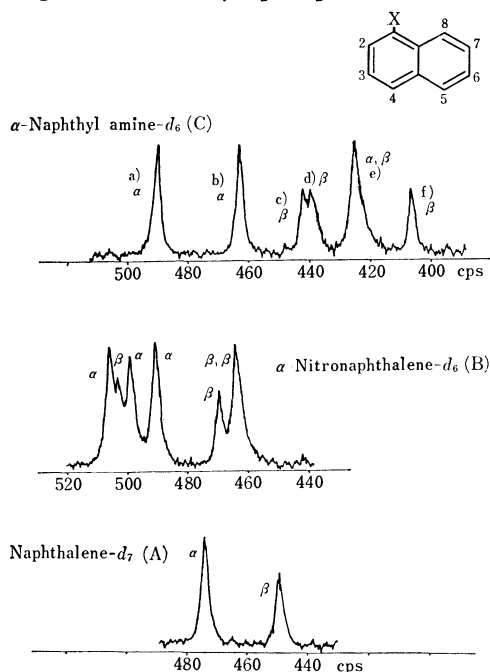 X
8
2
7
3
6
4
5
α-Naphthyl amine-d₆ (C)
a)
α
b)
α
c)
β
d) β
α, β
e)
f)
β
500
480
460
440
420
400
cps
α
β
α
α
β, β
β
α Nitronaphthalene-d₆ (B)
520
500
480
460
440
Naphthalene-d₇ (A)
α
β
480
460
440
cps